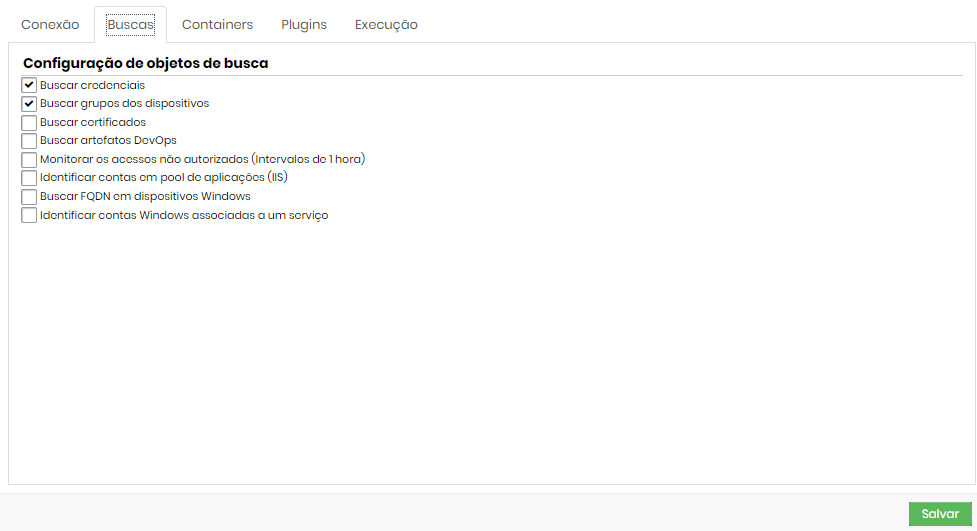 Conexão Buscas Containers Plugins Execução
Configuração de objetos de busca
Buscar credenciais
Buscar grupos dos dispositivos
Buscar certificados
Buscar artefatos DevOps
Monitorar os acessos não autorizados (Intervalos de 1 hora)
Identificar contas em pool de aplicações (IIS)
Buscar FQDN em dispositivos Windows
Identificar contas Windows associadas a um serviço
Salvar